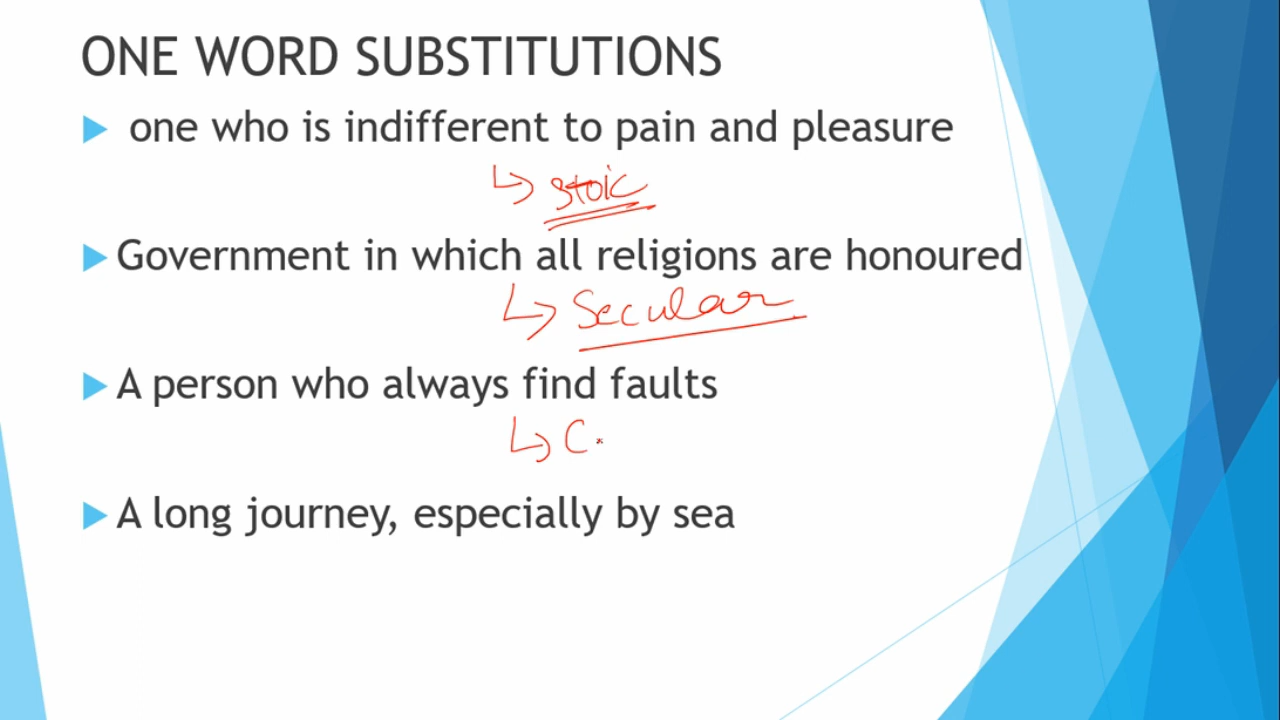 ONE WORD SUBSTITUTIONS
one who is indifferent to pain and pleasure
stoic
Government in which all religions are honoured
Secular
A person who always find faults
C
A long journey, especially by sea